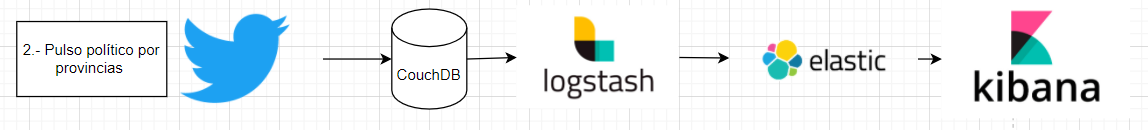 2.- Pulso político por
provincias
CouchDB
logstash
elastic
kibana